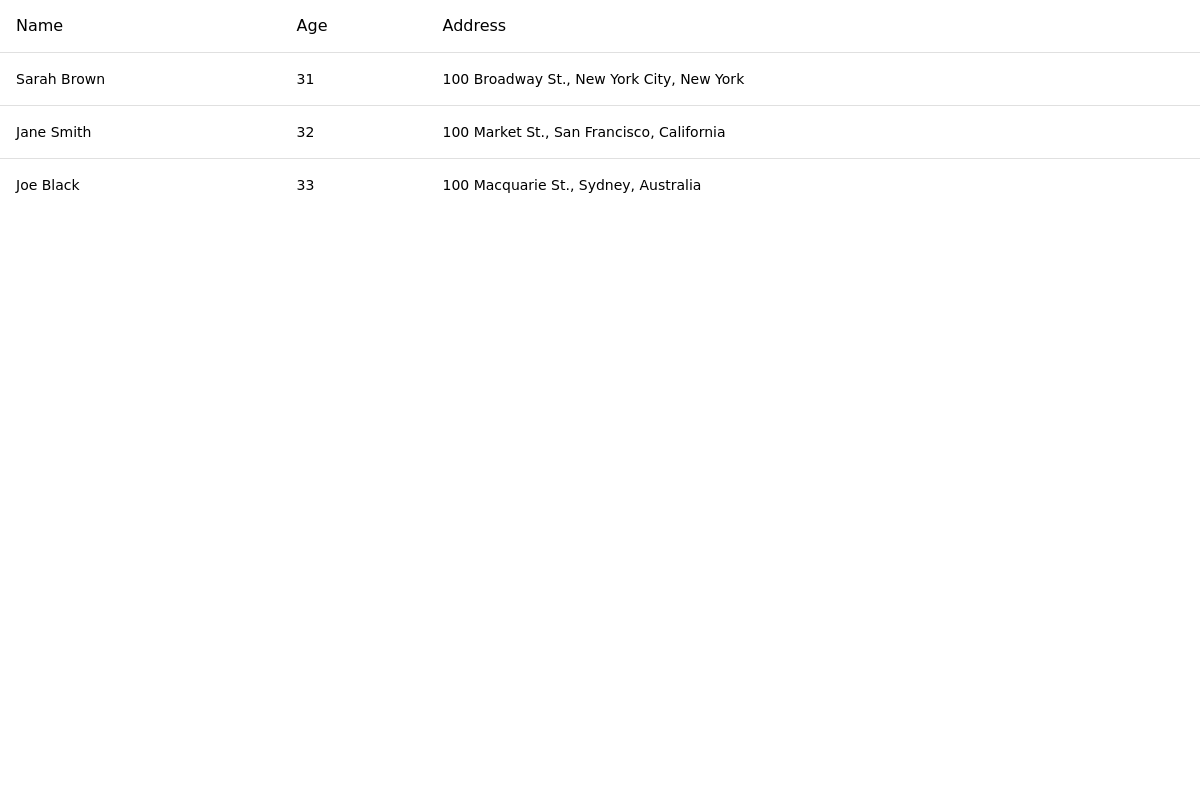 Name Age Address
Sarah Brown 31 100 Broadway St., New York City, New York
Jane Smith 32 100 Market St., San Francisco, California
Joe Black 33 100 Macquarie St., Sydney, Australia